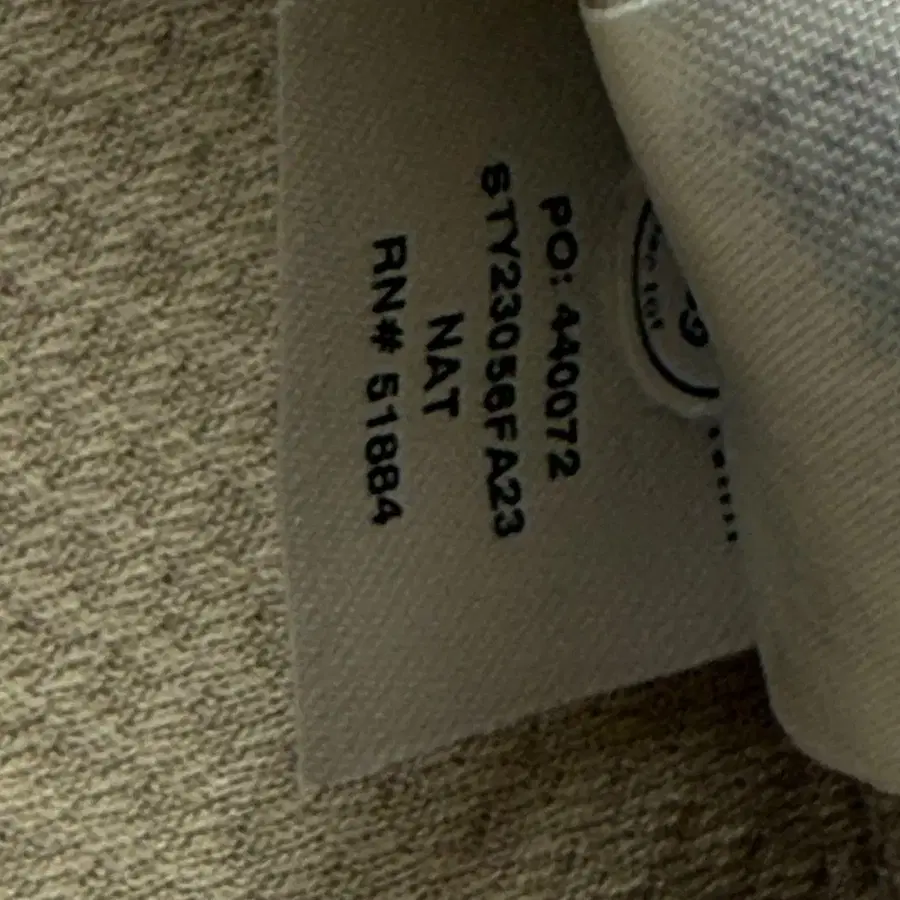 PO: 440072
STY23056FA23
NAT
RN# 51884